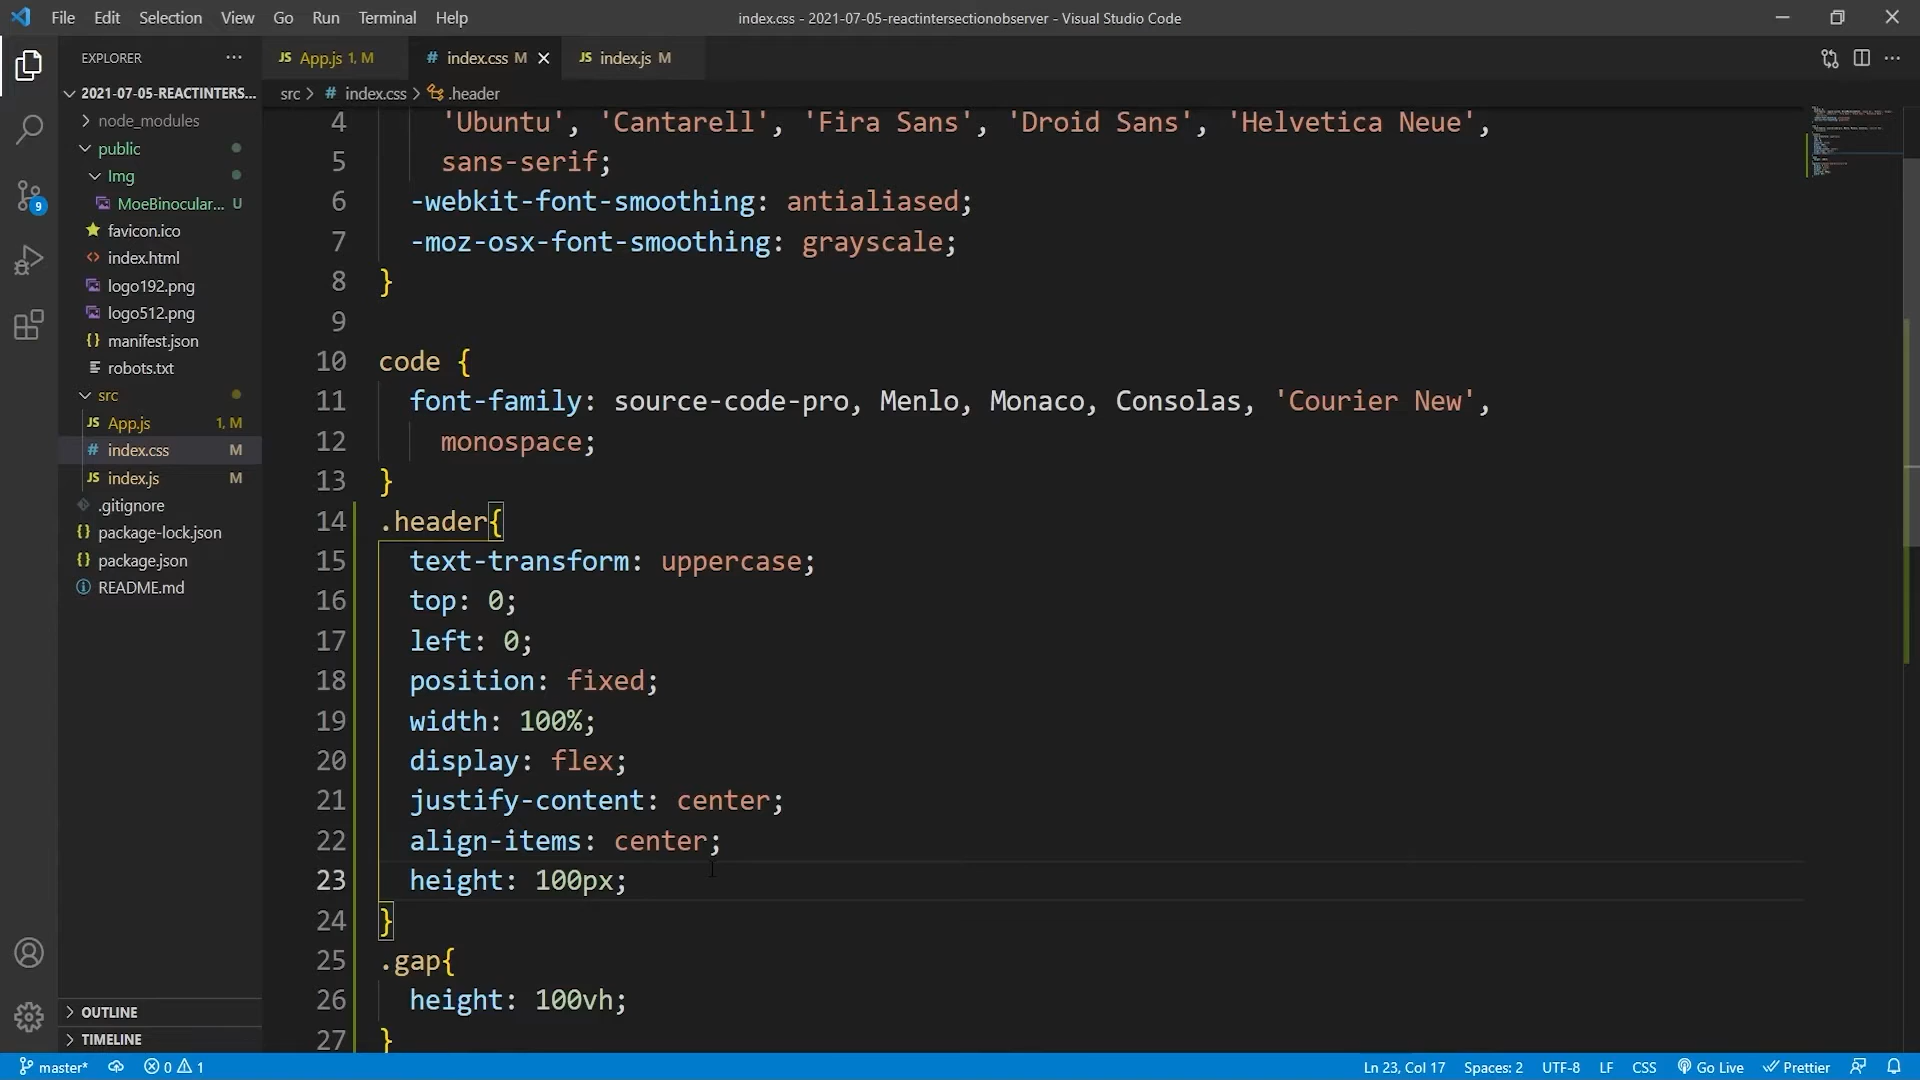 File Edit Selection View Go Run Terminal Help
index.css - 2021-07-05-reactintersectionobserver - Visual Studio Code
EXPLORER ···
JS App.js 1, M
# index.css M
JS index.js M
2021-07-05-REACTINTERS...
src > # index.css > .header
node_modules
public
Img
MoeBinocular... U
favicon.ico
<> index.html
logo192.png
logo512.png
{} manifest.json
robots.txt
src
JS App.js 1, M
# index.css M
JS index.js M
.gitignore
{} package-lock.json
{} package.json
README.md
OUTLINE
TIMELINE
9
4 'Ubuntu', 'Cantarell', 'Fira Sans', 'Droid Sans', 'Helvetica Neue',
5 sans-serif;
6 -webkit-font-smoothing: antialiased;
7 -moz-osx-font-smoothing: grayscale;
8 }
9
10 code {
11 font-family: source-code-pro, Menlo, Monaco, Consolas, 'Courier New',
12 monospace;
13 }
14 .header{
15 text-transform: uppercase;
16 top: 0;
17 left: 0;
18 position: fixed;
19 width: 100%;
20 display: flex;
21 justify-content: center;
22 align-items: center;
23 height: 100px;
24 }
25 .gap{
26 height: 100vh;
27 }
master* 0 1
Ln 23, Col 17 Spaces: 2 UTF-8 LF CSS Go Live Prettier